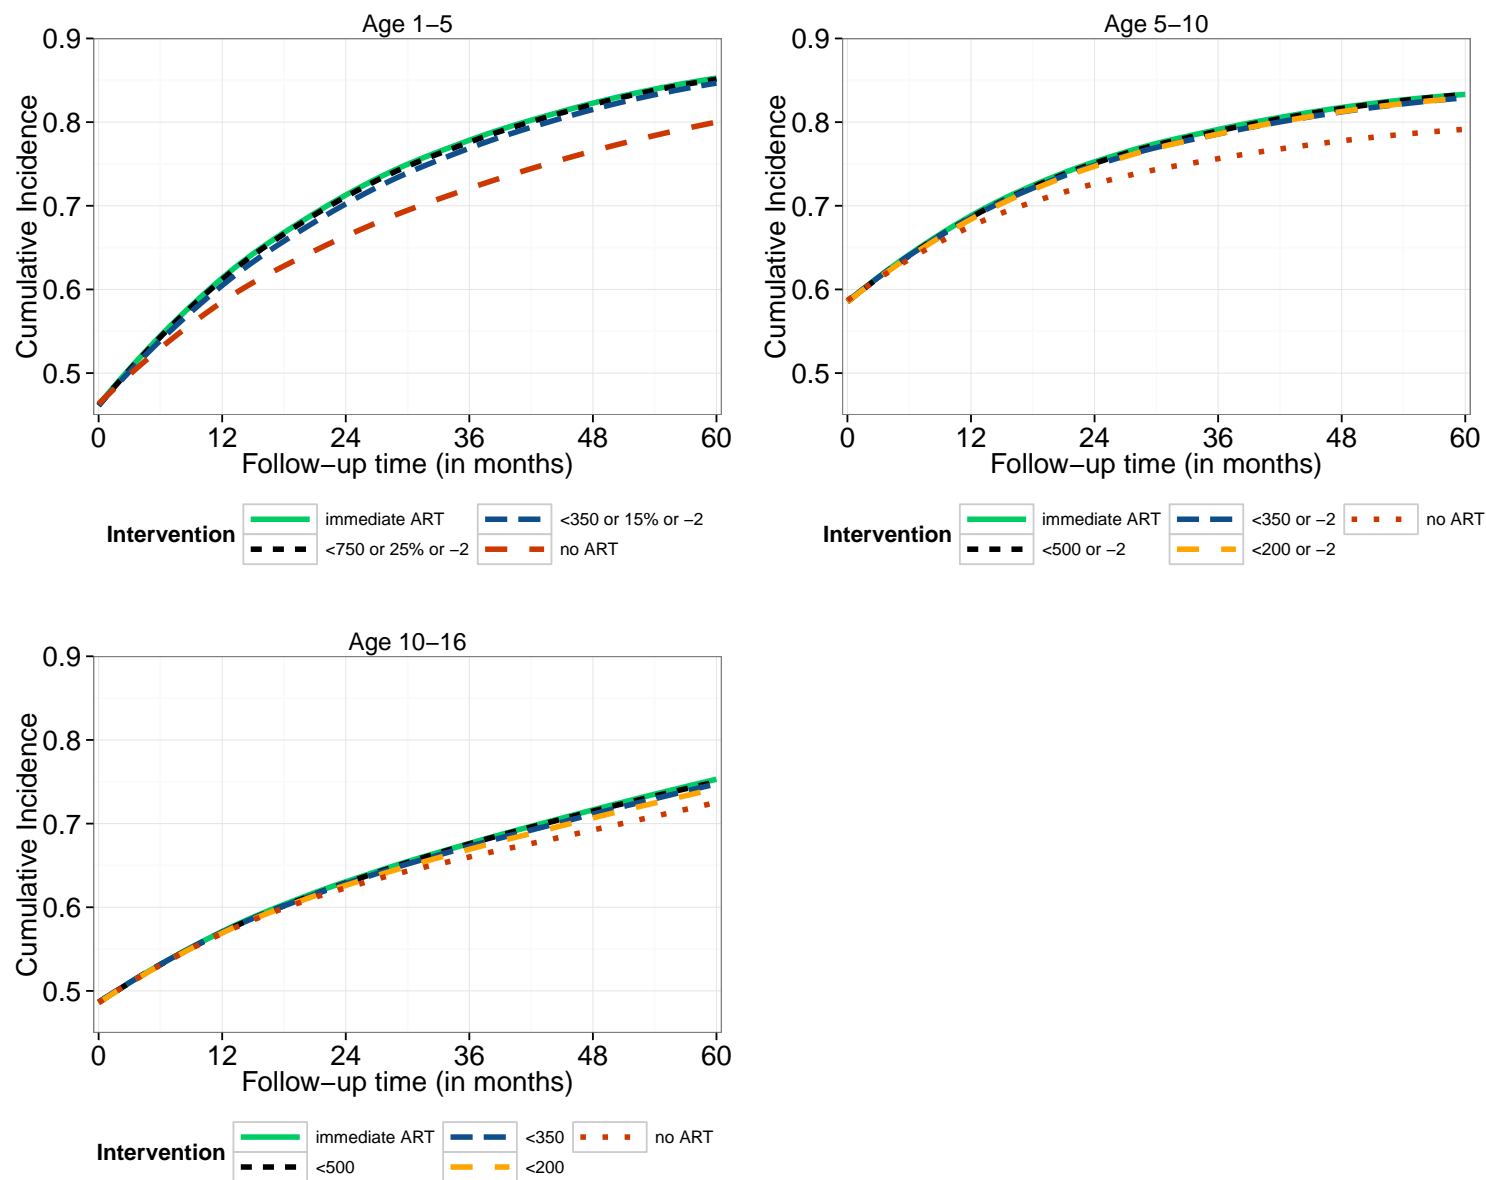 Age 1–5
0.9
0.8
0.7
0.6
0.5
Cumulative Incidence
0 12 24 36 48 60
Follow–up time (in months)
Intervention
immediate ART <350 or 15% or –2
<750 or 25% or –2 no ART
Age 5–10
0.9
0.8
0.7
0.6
0.5
Cumulative Incidence
0 12 24 36 48 60
Follow–up time (in months)
Intervention
immediate ART <350 or –2 no ART
<500 or –2 <200 or –2
Age 10–16
0.9
0.8
0.7
0.6
0.5
Cumulative Incidence
0 12 24 36 48 60
Follow–up time (in months)
Intervention
immediate ART <350 no ART
<500 <200